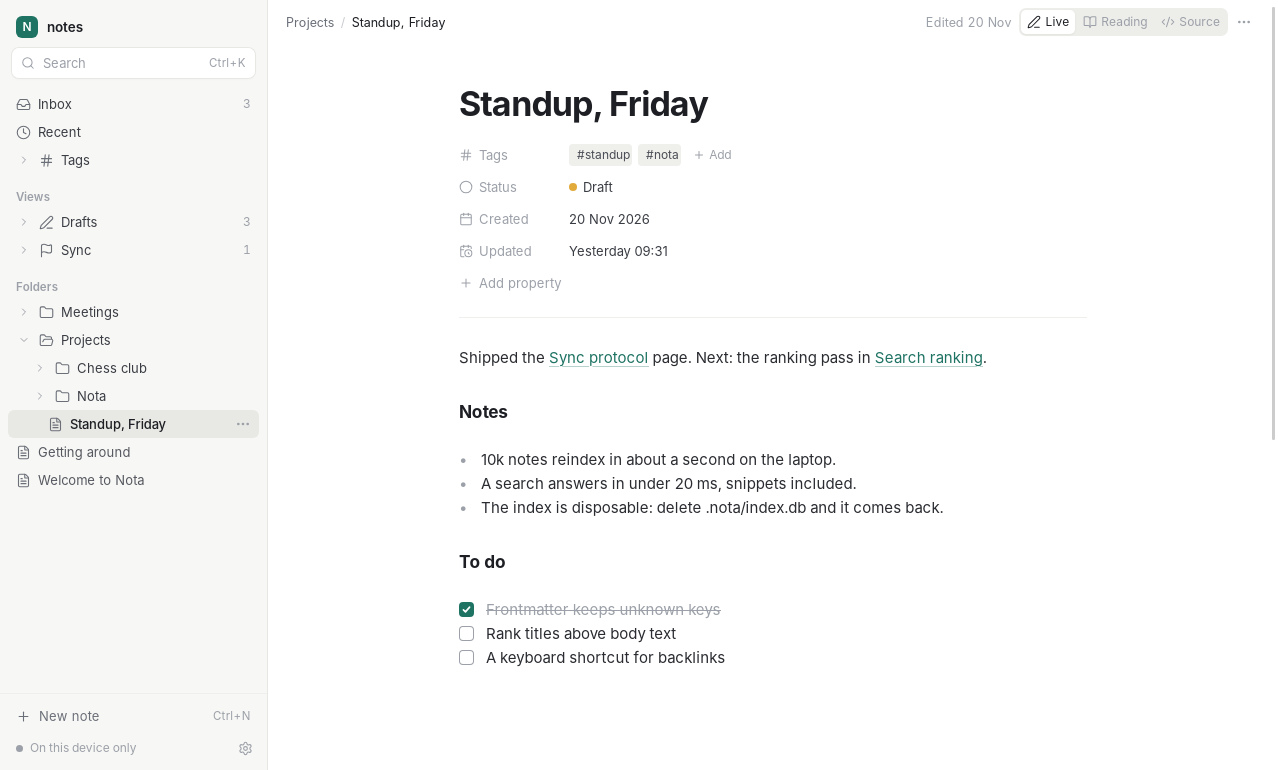 N notes
Search Ctrl+K
Inbox 3
Recent
Tags
Views
Drafts 3
Sync 1
Folders
Meetings
Projects
Chess club
Nota
Standup, Friday
Getting around
Welcome to Nota
New note Ctrl+N
On this device only
Projects / Standup, Friday
Edited 20 Nov Live Reading Source
Standup, Friday
Tags #standup #nota Add
Status Draft
Created 20 Nov 2026
Updated Yesterday 09:31
Add property
Shipped the Sync protocol page. Next: the ranking pass in Search ranking.
Notes
• 10k notes reindex in about a second on the laptop.
• A search answers in under 20 ms, snippets included.
• The index is disposable: delete .nota/index.db and it comes back.
To do
Frontmatter keeps unknown keys
Rank titles above body text
A keyboard shortcut for backlinks